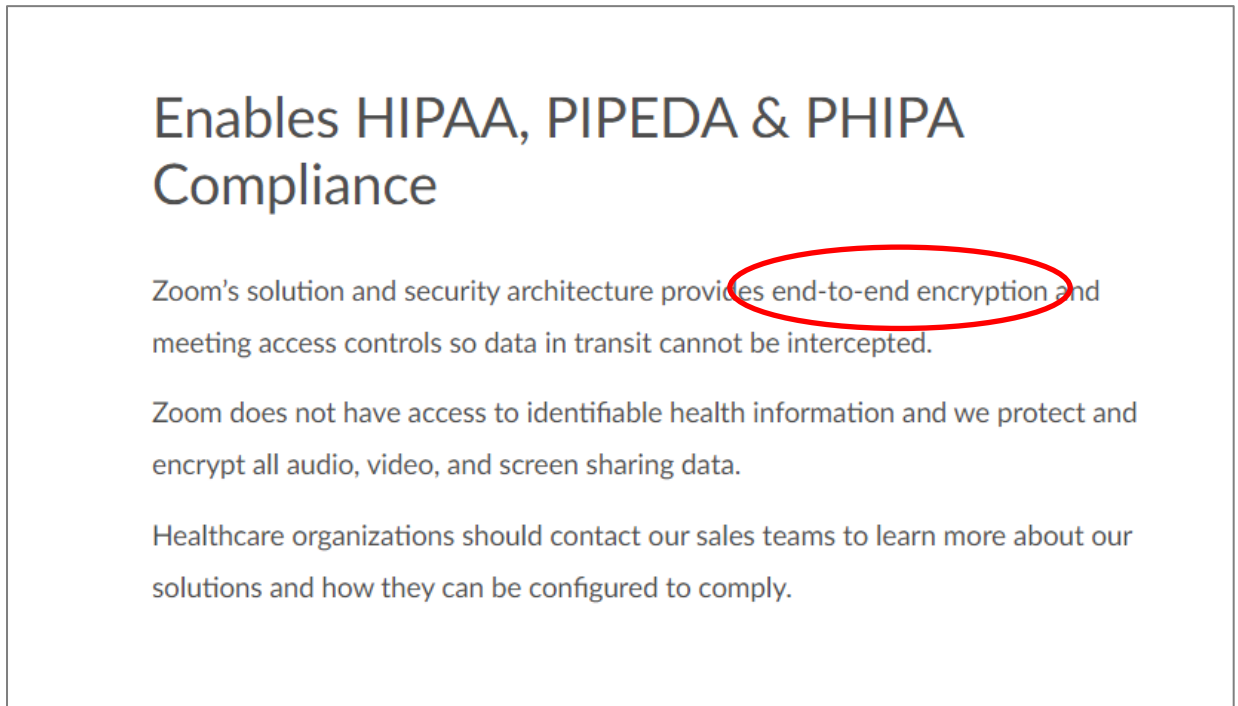 Enables HIPAA, PIPEDA & PHIPA
Compliance
Zoom's solution and security architecture provides end-to-end encryption and
meeting access controls so data in transit cannot be intercepted.
Zoom does not have access to identifiable health information and we protect and
encrypt all audio, video, and screen sharing data.
Healthcare organizations should contact our sales teams to learn more about our
solutions and how they can be configured to comply.